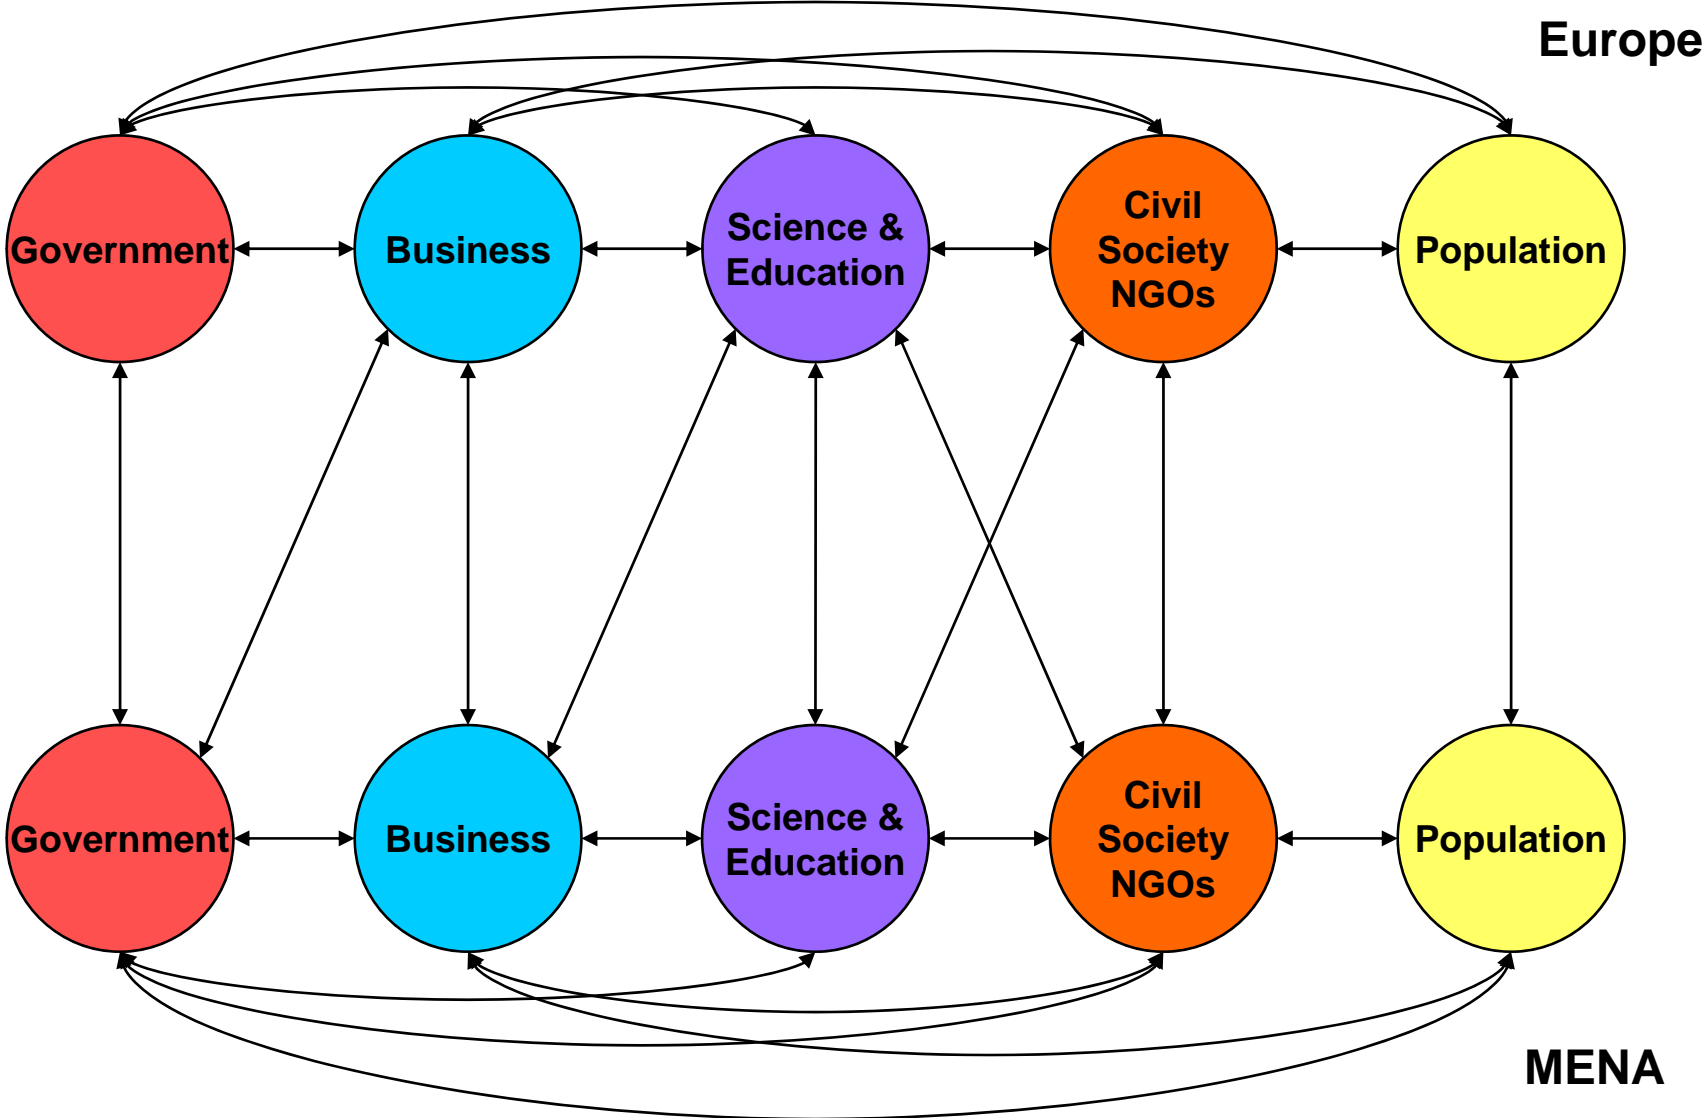 Europe
Government
Business
Science &
Education
Civil
Society
NGOs
Population
Government
Business
Science &
Education
Civil
Society
NGOs
Population
MENA